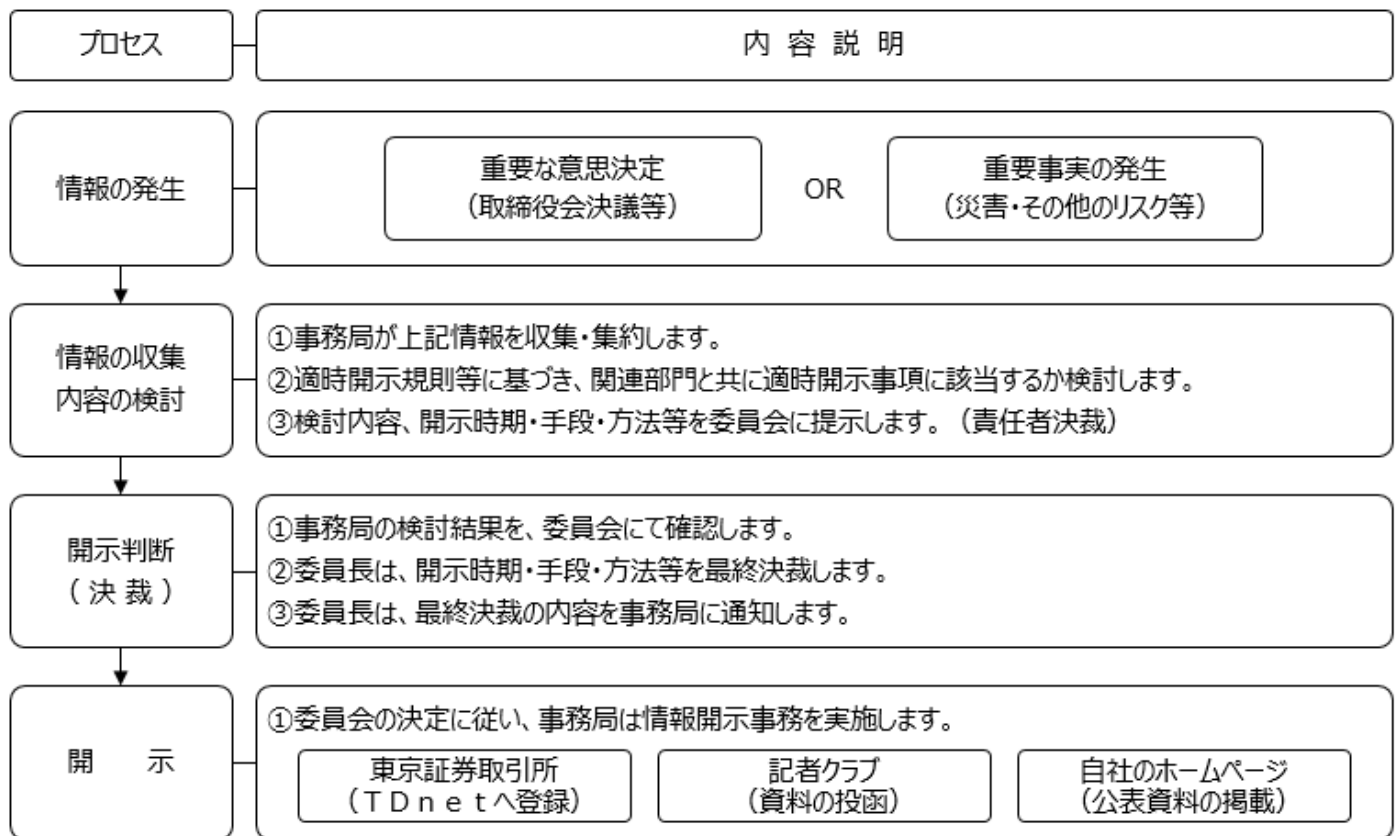 プロセス
内 容 説 明
情報の発生
重要な意思決定
（取締役会決議等）
OR
重要事実の発生
（災害・その他のリスク等）
情報の収集
内容の検討
①事務局が上記情報を収集・集約します。
②適時開示規則等に基づき、関連部門と共に適時開示事項に該当するか検討します。
③検討内容、開示時期・手段・方法等を委員会に提示します。（責任者決裁）
開示判断
（ 決 裁 ）
①事務局の検討結果を、委員会にて確認します。
②委員長は、開示時期・手段・方法等を最終決裁します。
③委員長は、最終決裁の内容を事務局に通知します。
開　　示
①委員会の決定に従い、事務局は情報開示事務を実施します。
東京証券取引所
（ＴＤｎｅｔへ登録）
記者クラブ
（資料の投函）
自社のホームページ
（公表資料の掲載）